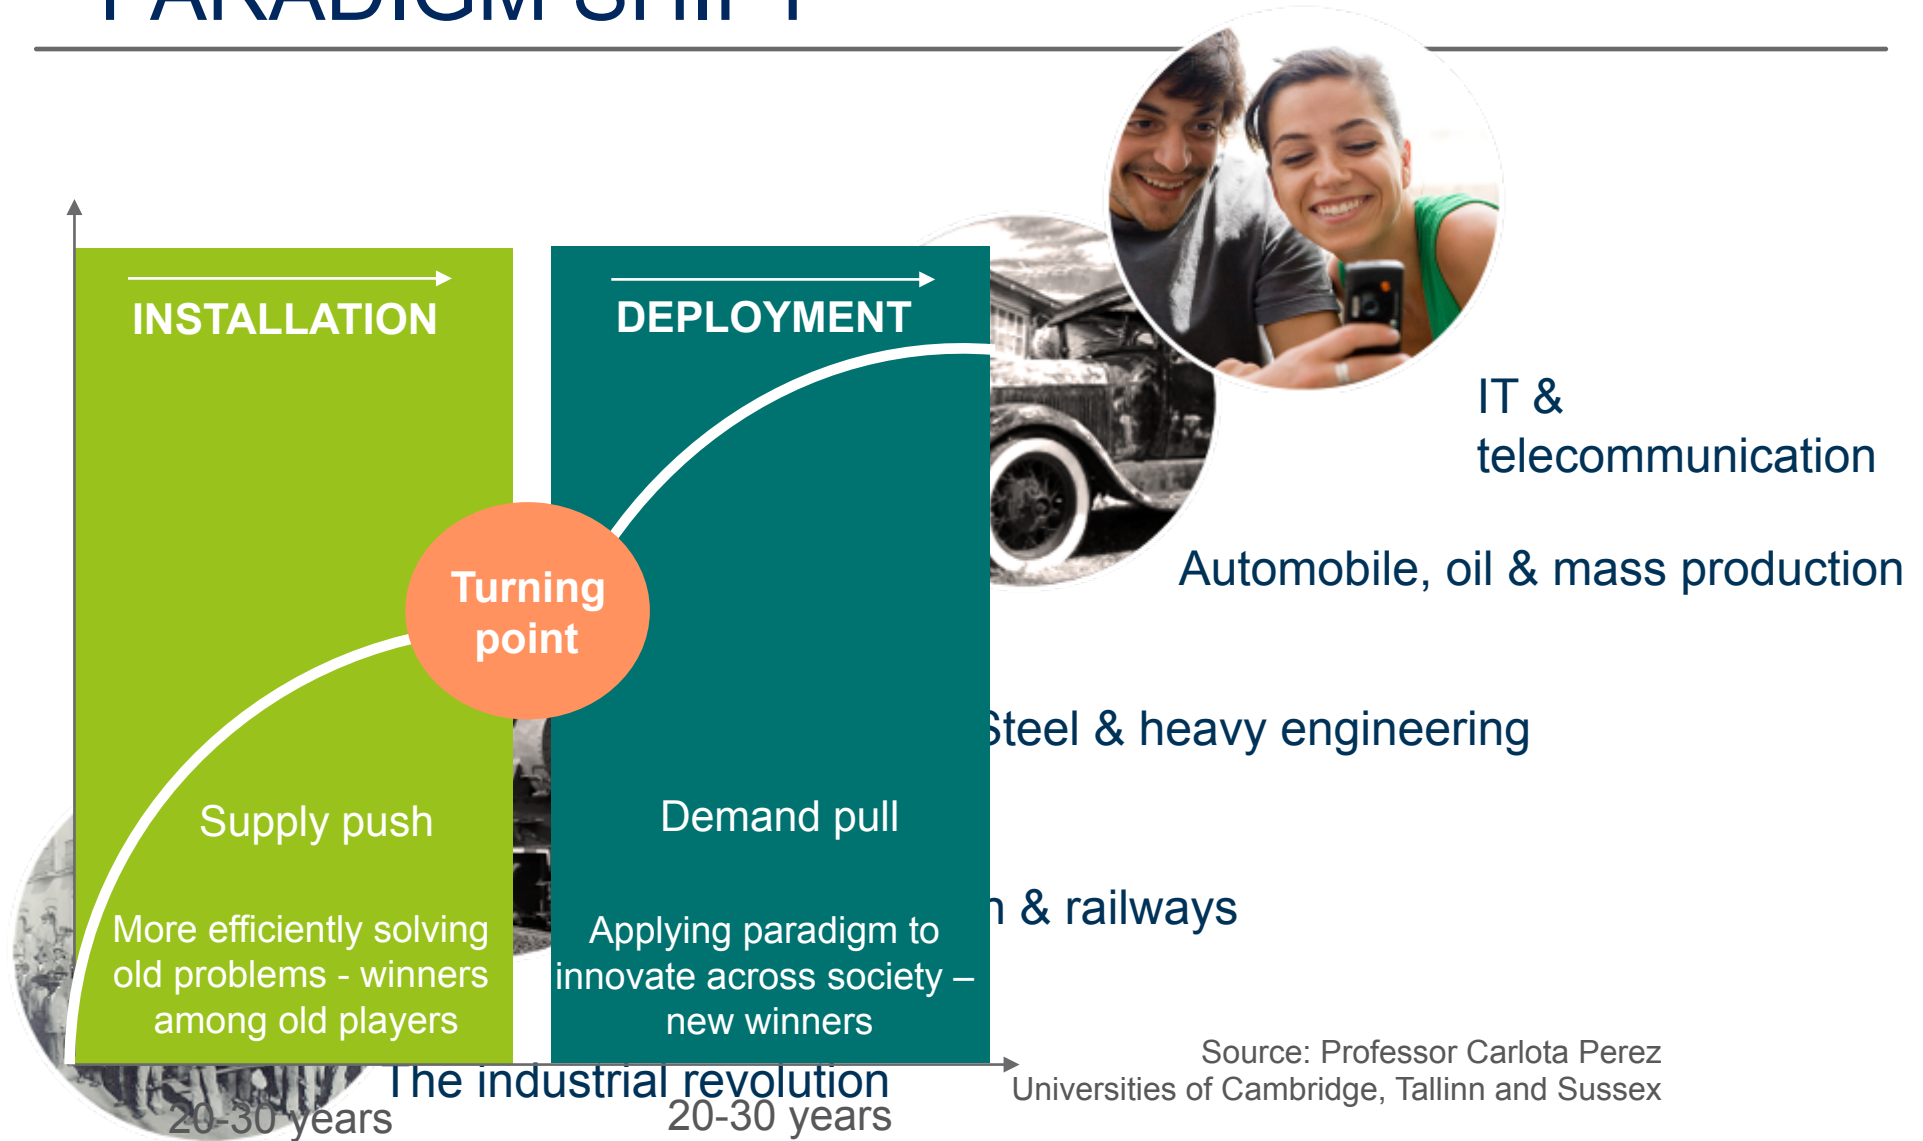 PARADIGM SHIFT
INSTALLATION
DEPLOYMENT
IT &
telecommunication
Turning
point
Automobile, oil & mass production
Steel & heavy engineering
Supply push
Demand pull
& railways
More efficiently solving
old problems - winners
among old players
Applying paradigm to
innovate across society –
new winners
The industrial revolution
20-30 years
20-30 years
Source: Professor Carlota Perez
Universities of Cambridge, Tallinn and Sussex